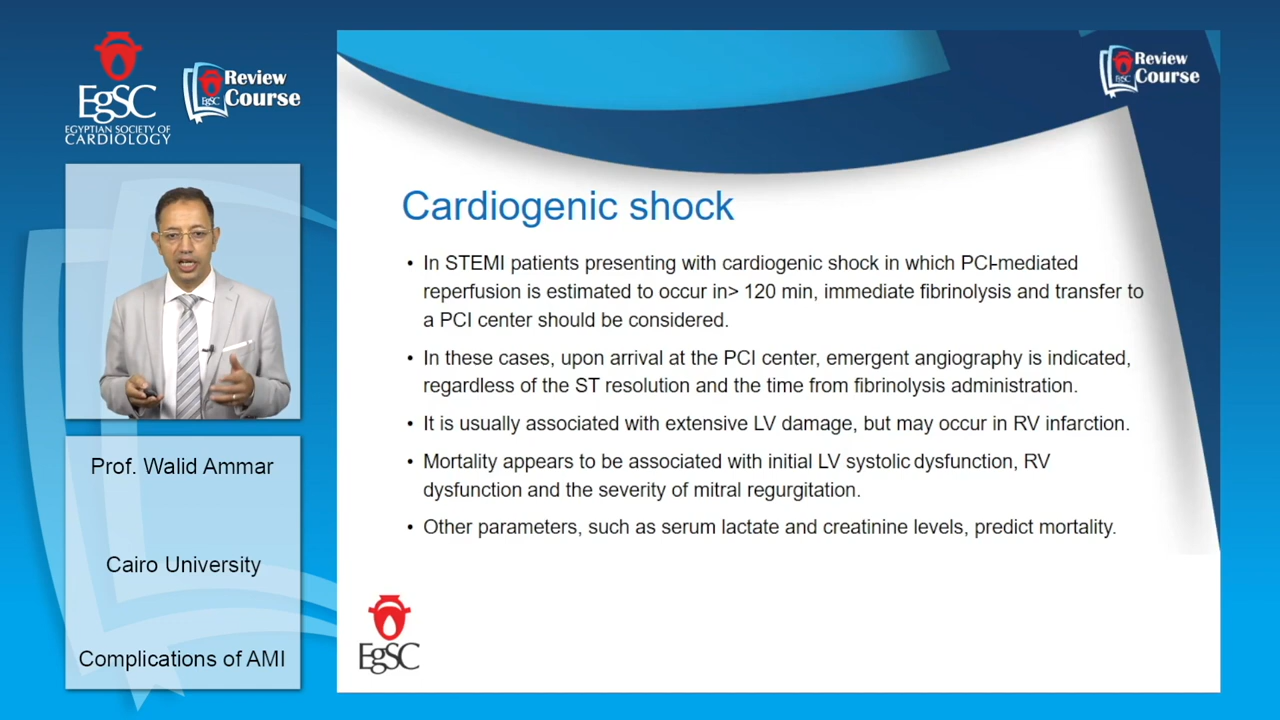 EgSC
EGYPTIAN SOCIETY OF
CARDIOLOGY
EgSC
Review
Course
Prof. Walid Ammar
Cairo University
Complications of AMI
EgSC
Review
Course
Cardiogenic shock
• In STEMI patients presenting with cardiogenic shock in which PCI-mediated
reperfusion is estimated to occur in> 120 min, immediate fibrinolysis and transfer to
a PCI center should be considered.
• In these cases, upon arrival at the PCI center, emergent angiography is indicated,
regardless of the ST resolution and the time from fibrinolysis administration.
• It is usually associated with extensive LV damage, but may occur in RV infarction.
• Mortality appears to be associated with initial LV systolic dysfunction, RV
dysfunction and the severity of mitral regurgitation.
• Other parameters, such as serum lactate and creatinine levels, predict mortality.
EgSC